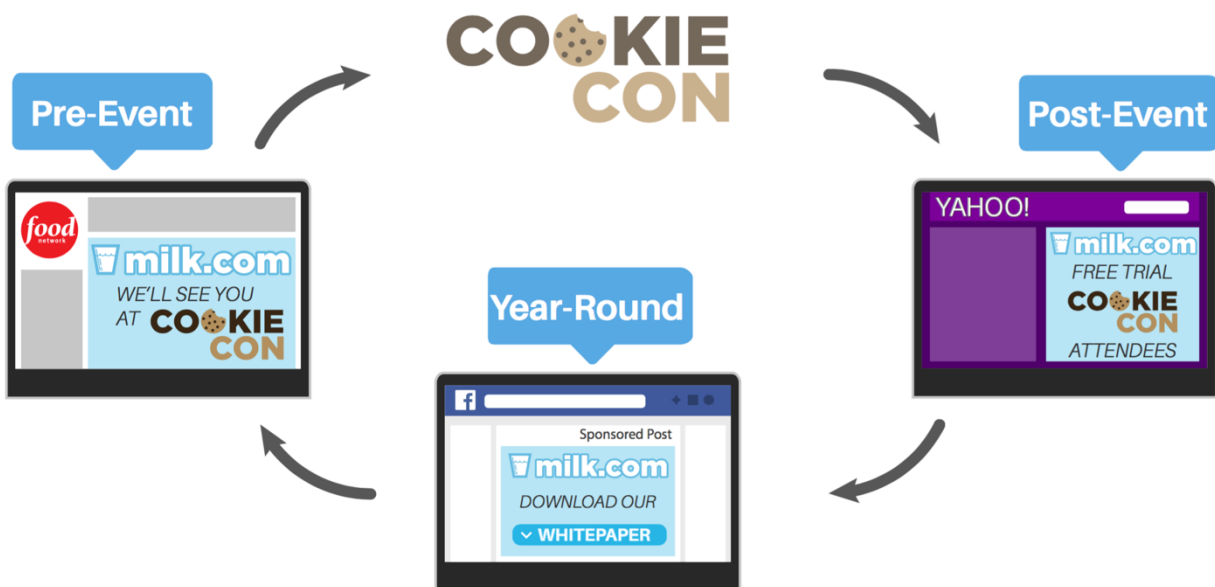 COOKIE
CON
Pre-Event
food
network
milk.com
WE'LL SEE YOU
AT COOKIE
CON
Year-Round
f
Sponsored Post
milk.com
DOWNLOAD OUR
WHITEPAPER
Post-Event
YAHOO!
milk.com
FREE TRIAL
COOKIE
CON
ATTENDEES